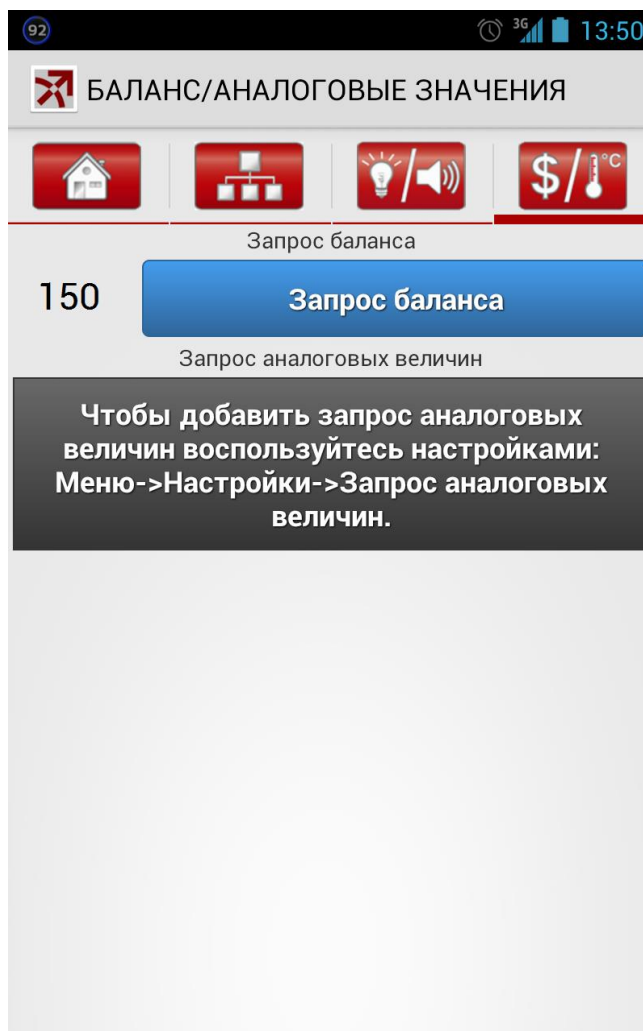 92
3G
13:50
БАЛАНС/АНАЛОГОВЫЕ ЗНАЧЕНИЯ
$/°C
Запрос баланса
150
Запрос баланса
Запрос аналоговых величин
Чтобы добавить запрос аналоговых
величин воспользуйтесь настройками:
Меню->Настройки->Запрос аналоговых
величин.